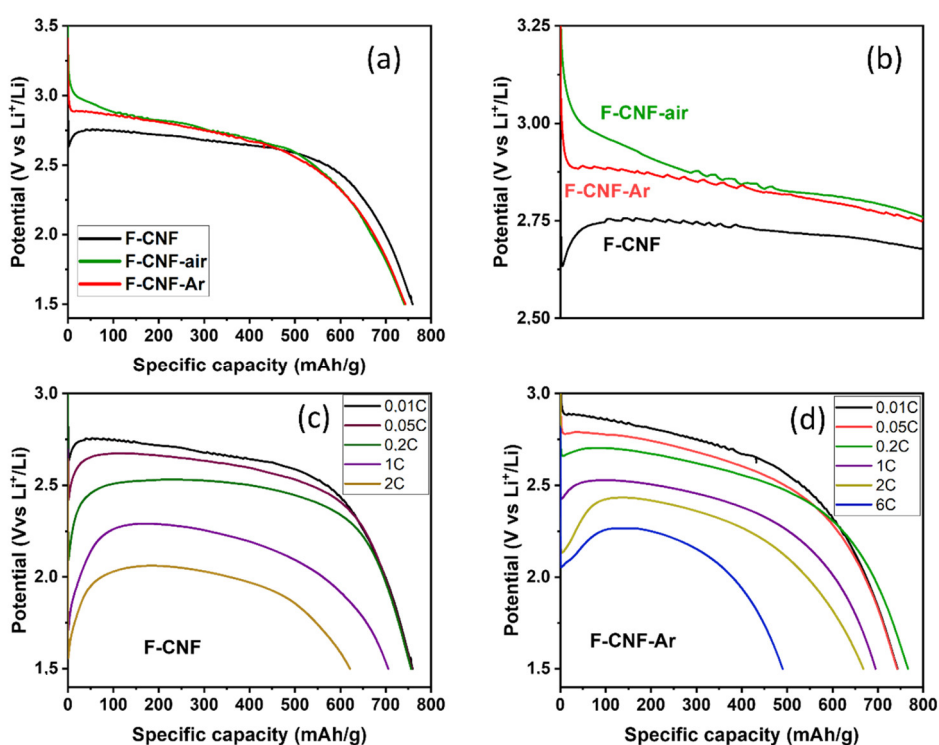 (a)
Potential (V vs Li⁺/Li)
3.5
3.0
2.5
2.0
1.5
F-CNF
F-CNF-air
F-CNF-Ar
0 100 200 300 400 500 600 700 800
Specific capacity (mAh/g)
(b)
Potential (V vs Li⁺/Li)
3.25
3.00
2.75
2.50
F-CNF-air
F-CNF-Ar
F-CNF
Specific capacity (mAh/g)
(c)
Potential (Vvs Li⁺/Li)
3.0
2.5
2.0
1.5
0.01C
0.05C
0.2C
1C
2C
F-CNF
0 100 200 300 400 500 600 700 800
Specific capacity (mAh/g)
(d)
Potential (V vs Li⁺/Li)
3.0
2.5
2.0
1.5
0.01C
0.05C
0.2C
1C
2C
6C
F-CNF-Ar
0 100 200 300 400 500 600 700 800
Specific capacity (mAh/g)